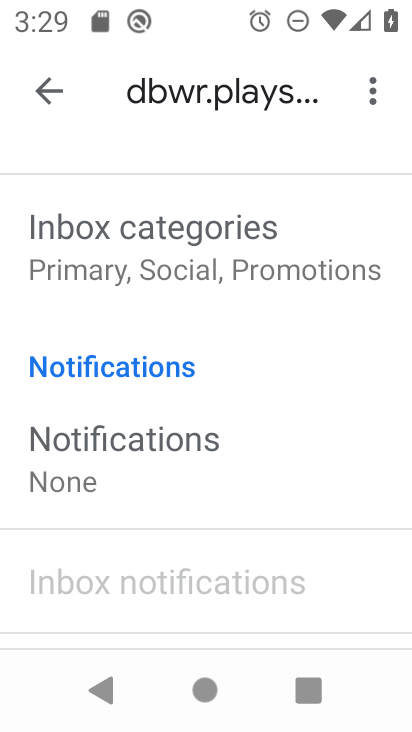 3:29
dbwr.plays...
Inbox categories
Primary, Social, Promotions
Notifications
Notifications
None
Inbox notifications